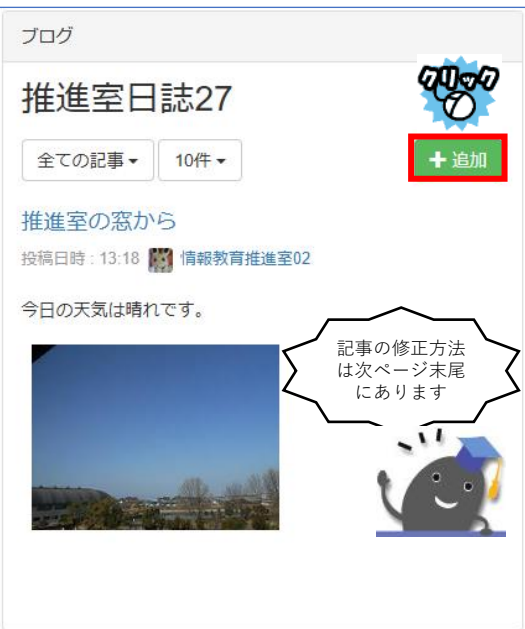 ブログ
推進室日誌27
クリック
全ての記事
10件
+ 追加
推進室の窓から
投稿日時 : 13:18 情報教育推進室02
今日の天気は晴れです。
記事の修正方法
は次ページ末尾
にあります